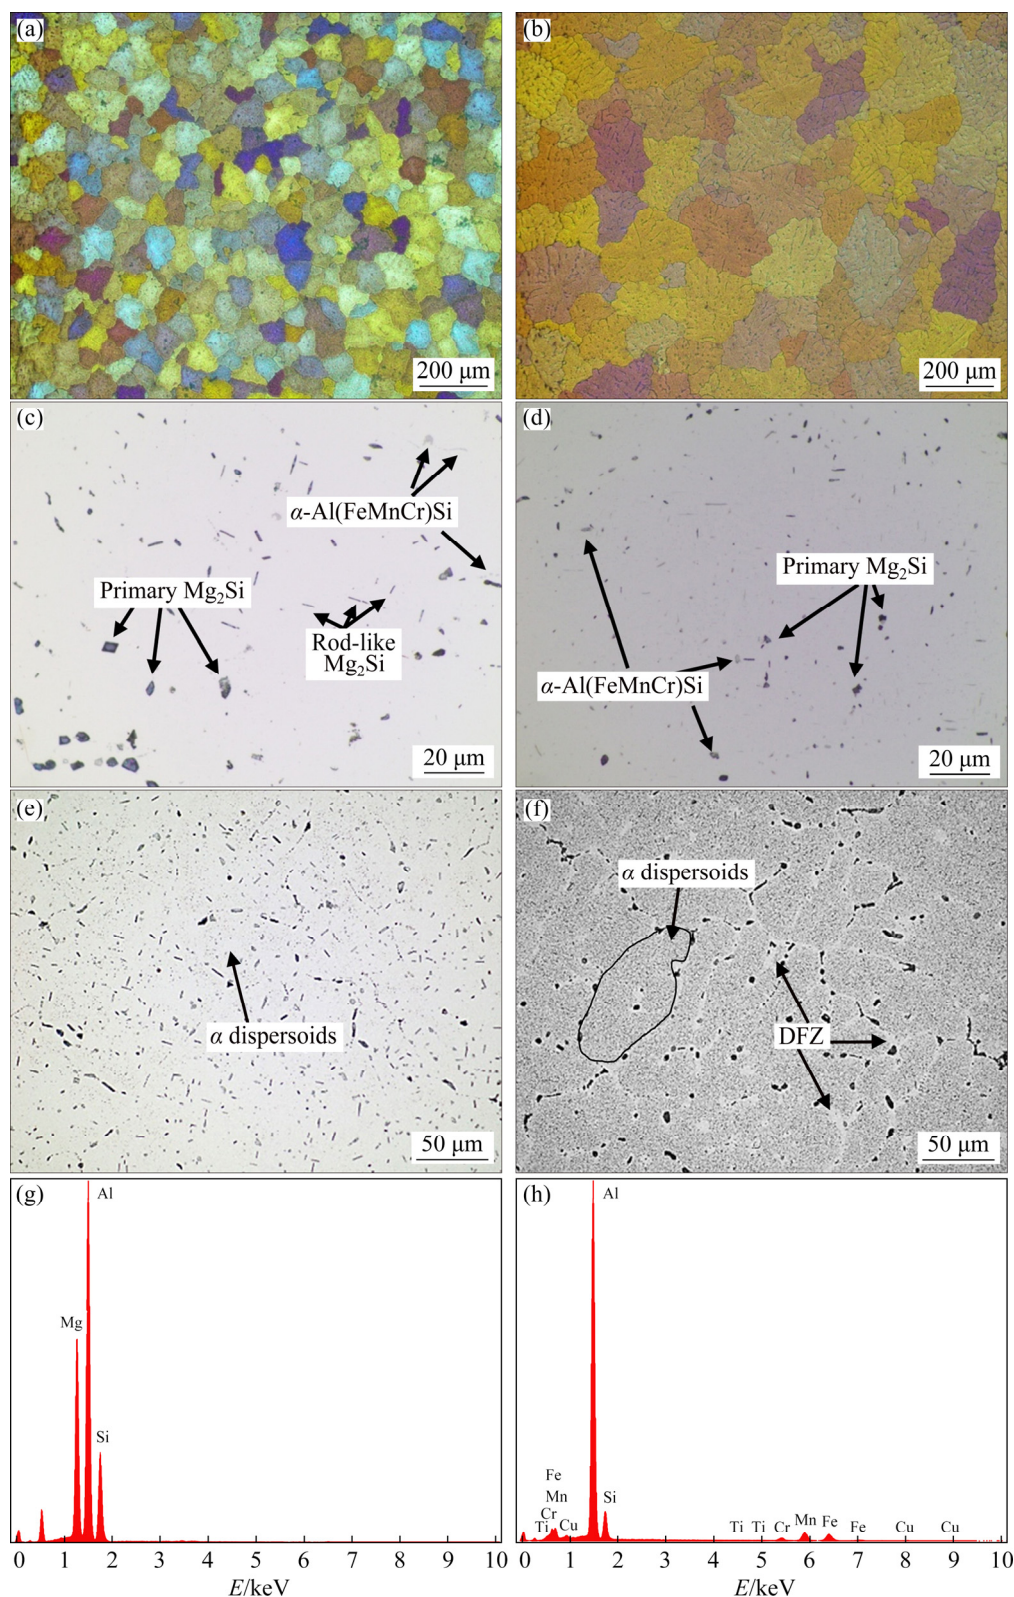 (a)
200 μm
(b)
200 μm
(c)
α-Al(FeMnCr)Si
Primary Mg₂Si
Rod-like
Mg₂Si
20 μm
(d)
Primary Mg₂Si
α-Al(FeMnCr)Si
20 μm
(e)
α dispersoids
50 μm
(f)
α dispersoids
DFZ
50 μm
(g)
Al
Mg
Si
0 1 2 3 4 5 6 7 8 9 10
E/keV
(h)
Al
Fe
Mn
Cr
Ti
Cu
Si
Ti
Ti
Cr
Mn
Fe
Fe
Cu
Cu
0 1 2 3 4 5 6 7 8 9 10
E/keV